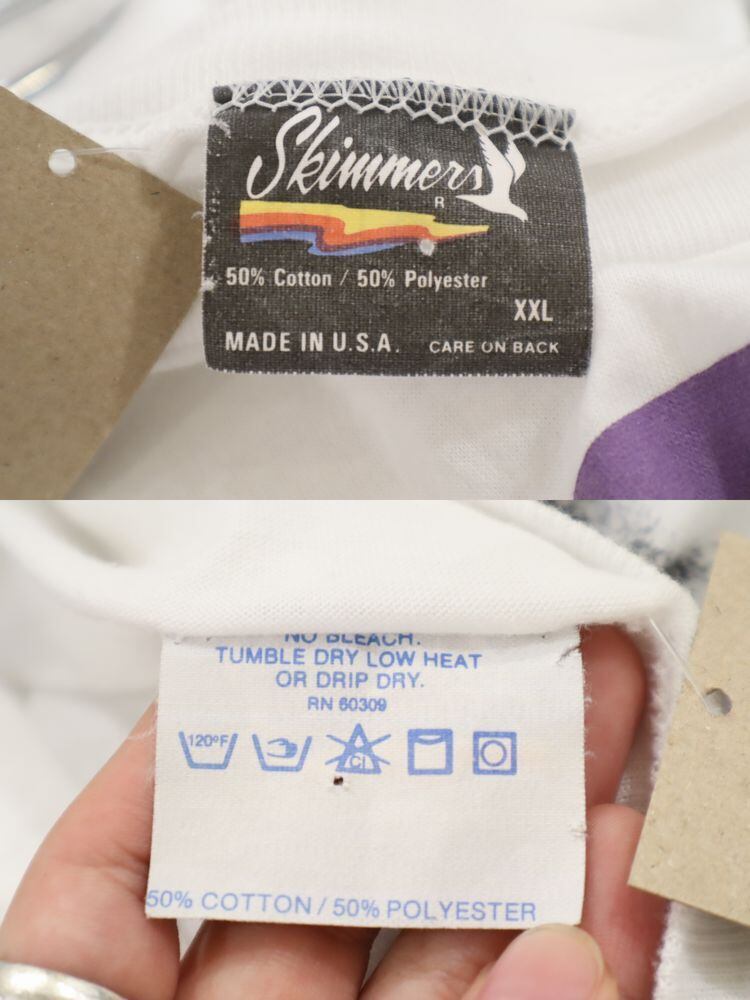 Skimmers
R
50% Cotton / 50% Polyester
XXL
MADE IN U.S.A. CARE ON BACK
NO BLEACH.
TUMBLE DRY LOW HEAT
OR DRIP DRY.
RN 60309
120°F
Cl
50% COTTON / 50% POLYESTER